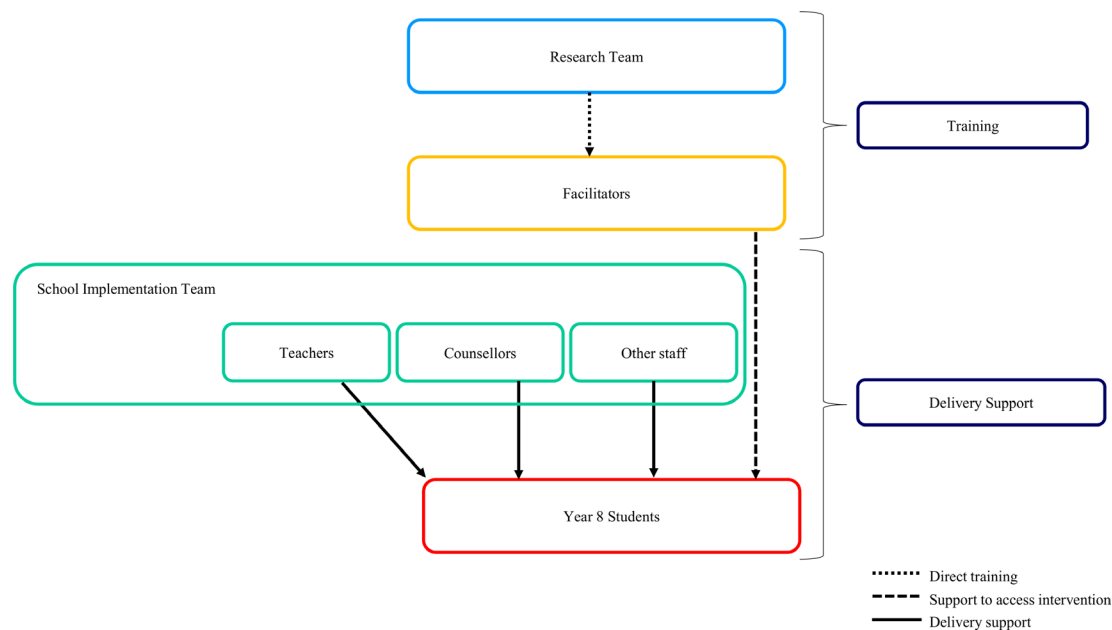 Research Team
Training
Facilitators
School Implementation Team
Teachers
Counsellors
Other staff
Delivery Support
Year 8 Students
Direct training
Support to access intervention
Delivery support